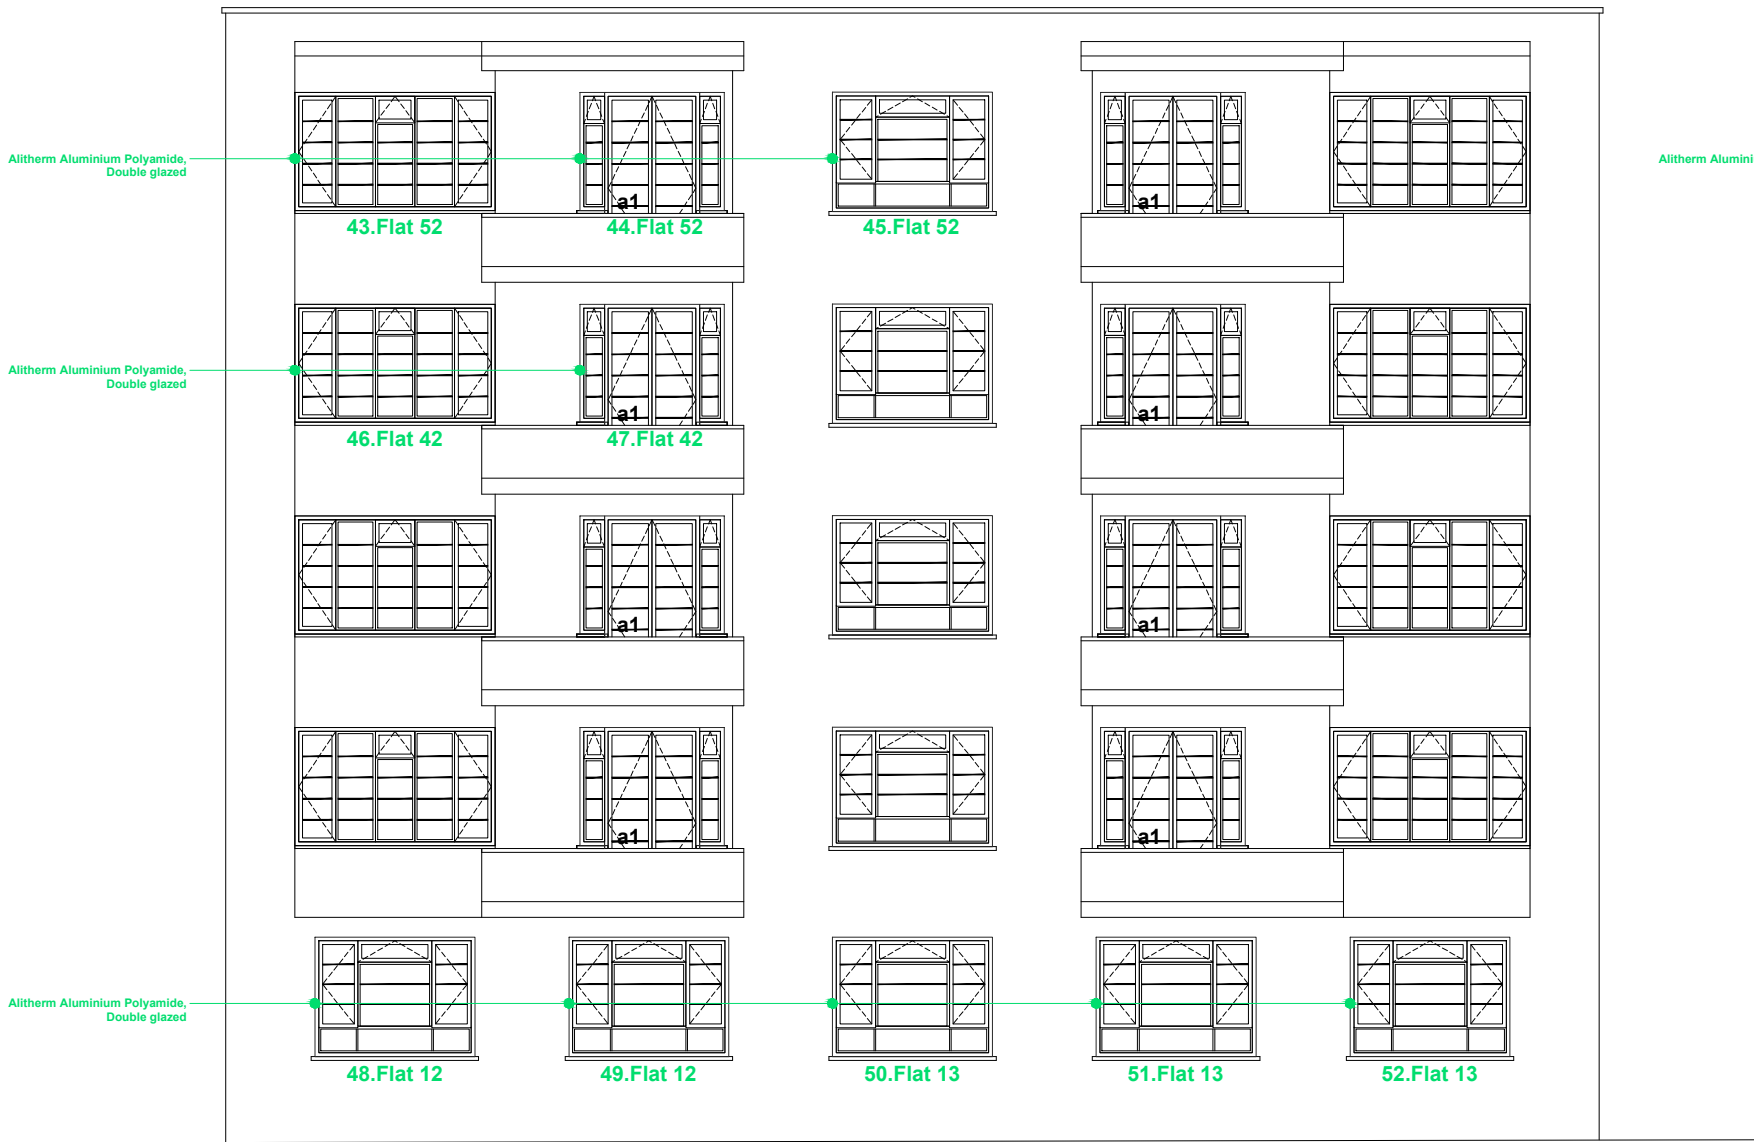 Alitherm Aluminium Polyamide,
Double glazed
Alitherm Alumini
a1
a1
43.Flat 52
44.Flat 52
45.Flat 52
Alitherm Aluminium Polyamide,
Double glazed
a1
a1
46.Flat 42
47.Flat 42
a1
a1
a1
a1
Alitherm Aluminium Polyamide,
Double glazed
48.Flat 12
49.Flat 12
50.Flat 13
51.Flat 13
52.Flat 13